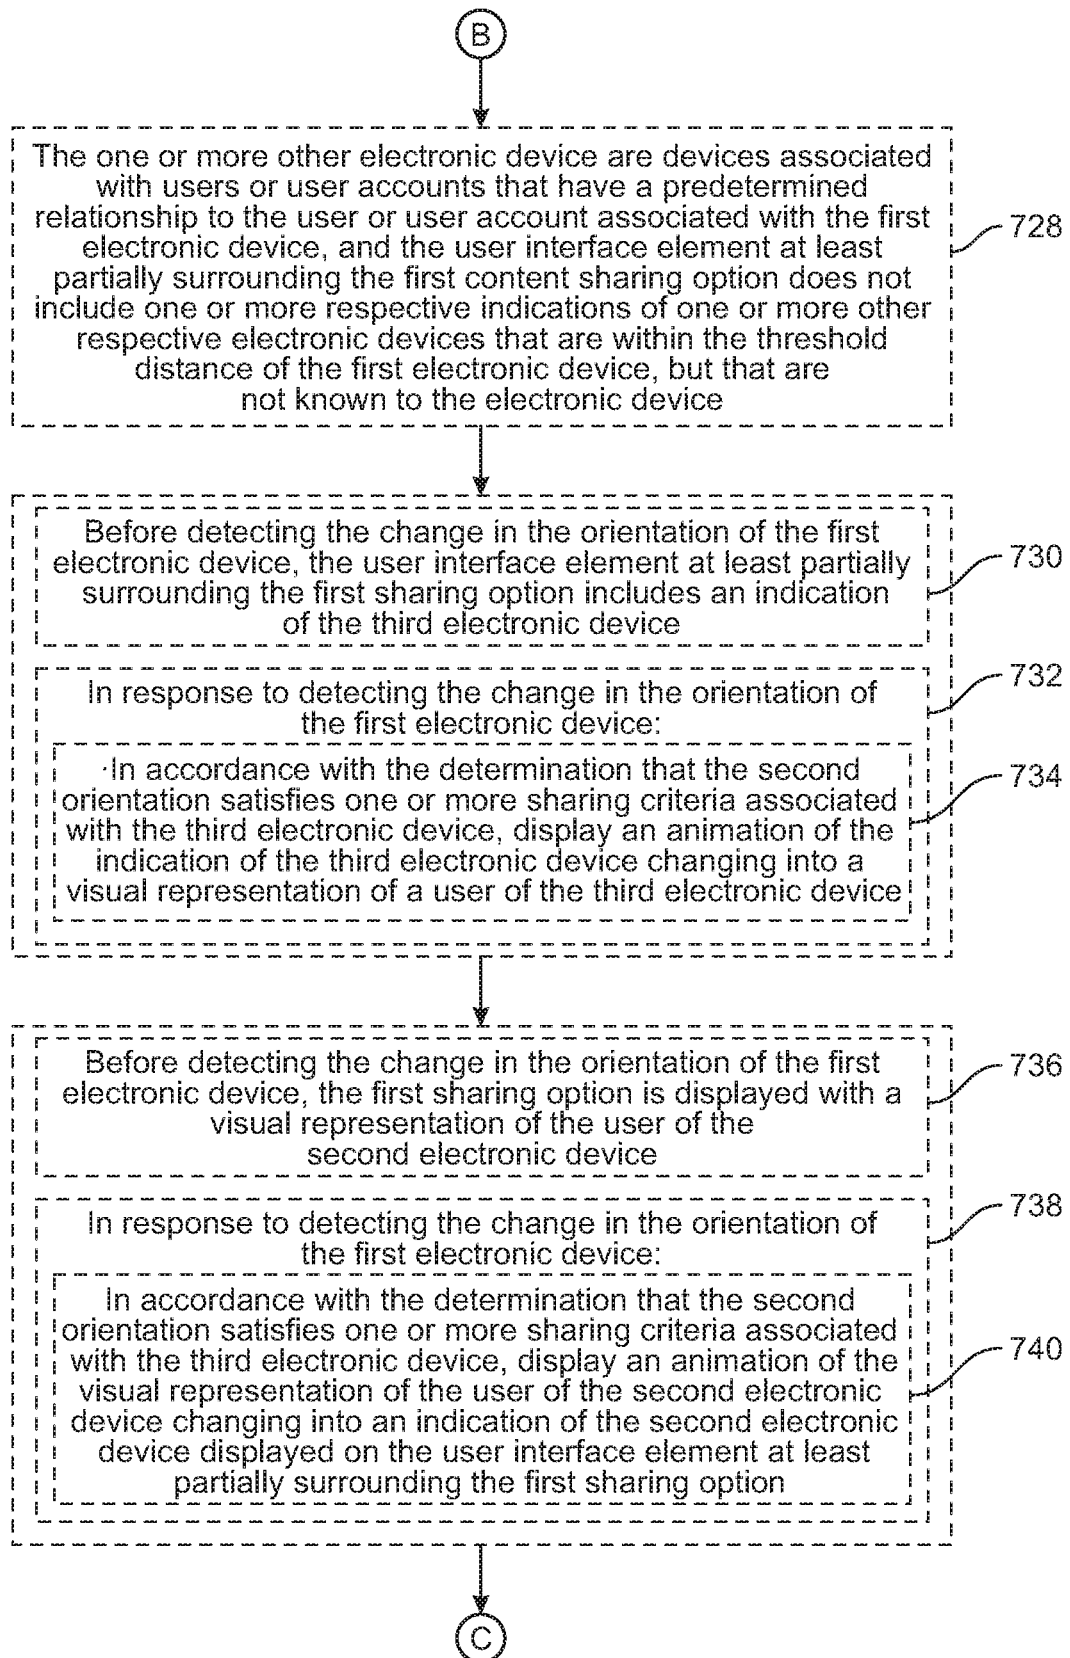 B
The one or more other electronic device are devices associated
with users or user accounts that have a predetermined
relationship to the user or user account associated with the first
electronic device, and the user interface element at least
partially surrounding the first content sharing option does not
include one or more respective indications of one or more other
respective electronic devices that are within the threshold
distance of the first electronic device, but that are
not known to the electronic device
728
Before detecting the change in the orientation of the first
electronic device, the user interface element at least partially
surrounding the first sharing option includes an indication
of the third electronic device
730
In response to detecting the change in the orientation of
the first electronic device:
732
In accordance with the determination that the second
orientation satisfies one or more sharing criteria associated
with the third electronic device, display an animation of the
indication of the third electronic device changing into a
visual representation of a user of the third electronic device
734
Before detecting the change in the orientation of the first
electronic device, the first sharing option is displayed with a
visual representation of the user of the
second electronic device
736
In response to detecting the change in the orientation of
the first electronic device:
738
In accordance with the determination that the second
orientation satisfies one or more sharing criteria associated
with the third electronic device, display an animation of the
visual representation of the user of the second electronic
device changing into an indication of the second electronic
device displayed on the user interface element at least
partially surrounding the first sharing option
740
C